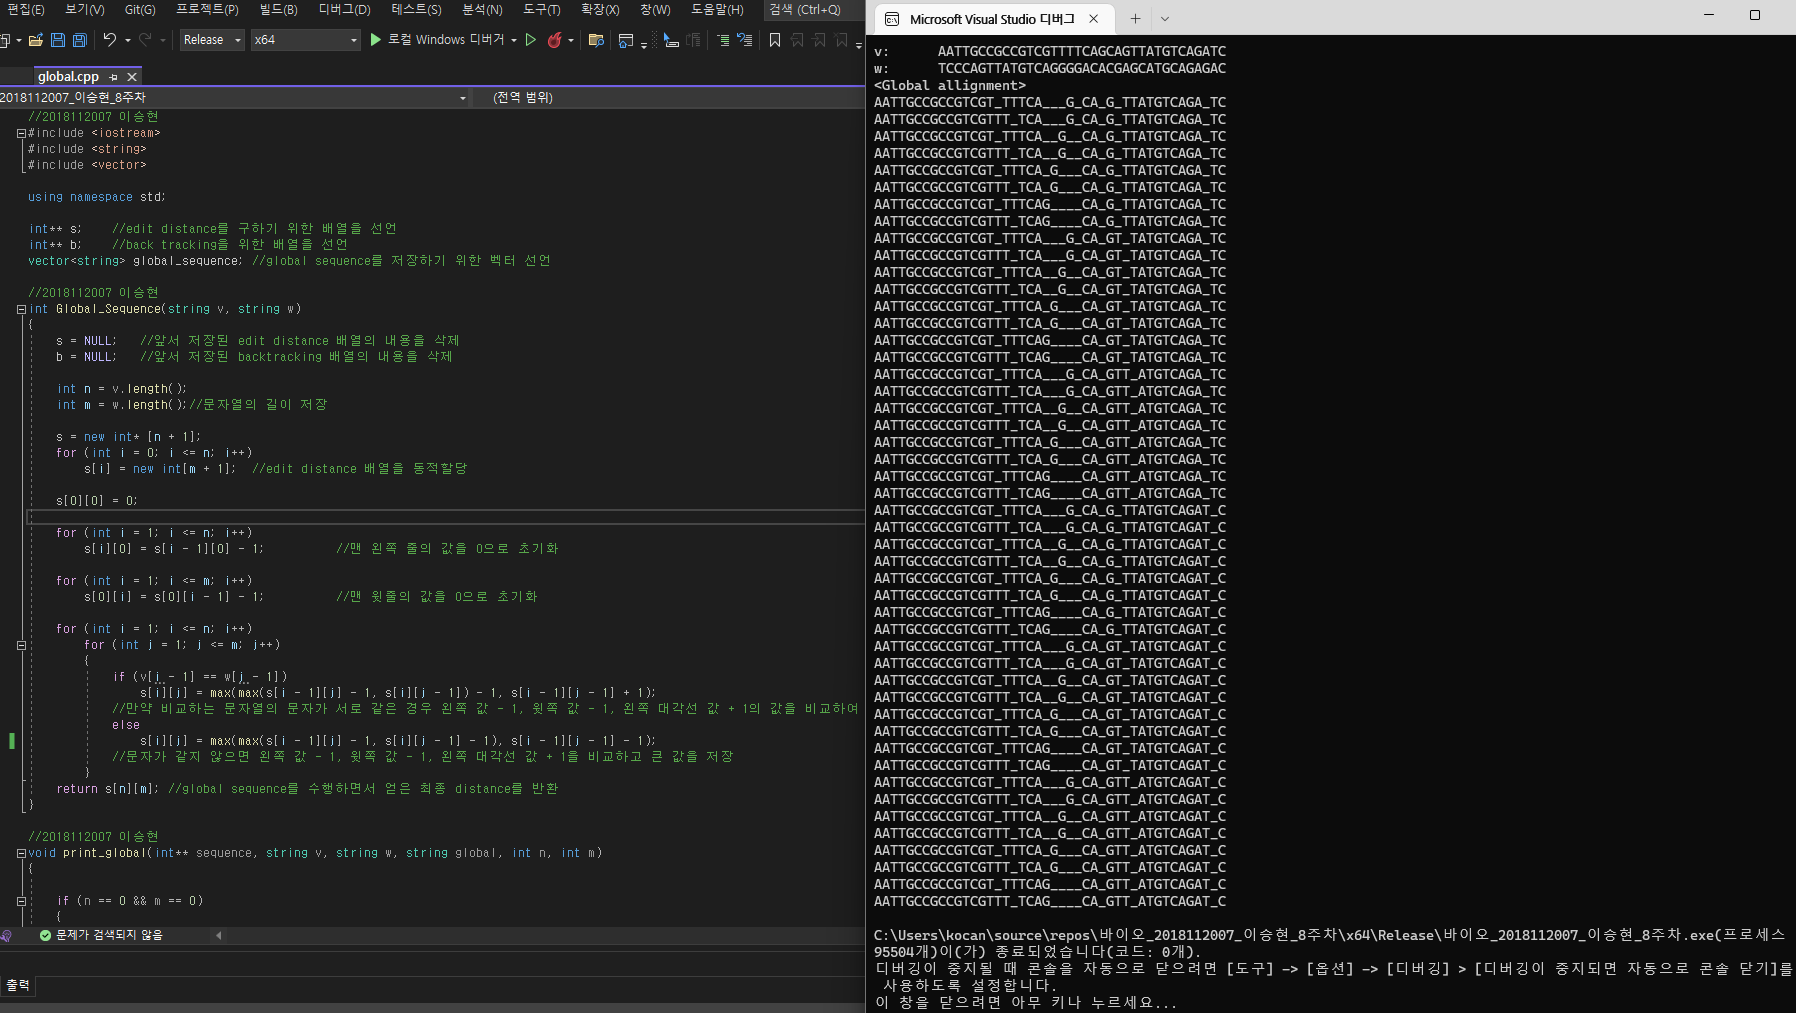 편집(E) 보기(V) Git(G) 프로젝트(P) 빌드(B) 디버그(D) 테스트(S) 분석(N) 도구(T) 확장(X) 창(W) 도움말(H) 검색 (Ctrl+Q)
Release x64 로컬 Windows 디버거
global.cpp
2018112007_이승현_8주차 (전역 범위)
//2018112007 이승현
#include <iostream>
#include <string>
#include <vector>
using namespace std;
int** s; //edit distance를 구하기 위한 배열을 선언
int** b; //back tracking을 위한 배열을 선언
vector<string> global_sequence; //global sequence를 저장하기 위한 벡터 선언
//2018112007 이승현
int Global_Sequence(string v, string w)
{
s = NULL; //앞서 저장된 edit distance 배열의 내용을 삭제
b = NULL; //앞서 저장된 backtracking 배열의 내용을 삭제
int n = v.length();
int m = w.length();//문자열의 길이 저장
s = new int* [n + 1];
for (int i = 0; i <= n; i++)
s[i] = new int[m + 1]; //edit distance 배열을 동적할당
s[0][0] = 0;
for (int i = 1; i <= n; i++)
s[i][0] = s[i - 1][0] - 1; //맨 왼쪽 줄의 값을 0으로 초기화
for (int i = 1; i <= m; i++)
s[0][i] = s[0][i - 1] - 1; //맨 윗줄의 값을 0으로 초기화
for (int i = 1; i <= n; i++)
for (int j = 1; j <= m; j++)
{
if (v[i - 1] == w[j - 1])
s[i][j] = max(max(s[i - 1][j] - 1, s[i][j - 1]) - 1, s[i - 1][j - 1] + 1);
//만약 비교하는 문자열의 문자가 서로 같은 경우 왼쪽 값 - 1, 윗쪽 값 - 1, 왼쪽 대각선 값 + 1의 값을 비교하여
else
s[i][j] = max(max(s[i - 1][j] - 1, s[i][j - 1] - 1), s[i - 1][j - 1] - 1);
//문자가 같지 않으면 왼쪽 값 - 1, 윗쪽 값 - 1, 왼쪽 대각선 값 + 1을 비교하고 큰 값을 저장
}
return s[n][m]; //global sequence를 수행하면서 얻은 최종 distance를 반환
}
//2018112007 이승현
void print_global(int** sequence, string v, string w, string global, int n, int m)
{
if (n == 0 && m == 0)
{
문제가 검색되지 않음
출력
Microsoft Visual Studio 디버그
v: AATTGCCGCCGTCGTTTTCAGCAGTTATGTCAGATC
w: TCCCAGTTATGTCAGGGGACACGAGCATGCAGAGAC
<Global allignment>
AATTGCCGCCGTCGT_TTTCA___G_CA_G_TTATGTCAGA_TC
AATTGCCGCCGTCGTTT_TCA___G_CA_G_TTATGTCAGA_TC
AATTGCCGCCGTCGT_TTTCA__G__CA_G_TTATGTCAGA_TC
AATTGCCGCCGTCGTTT_TCA__G__CA_G_TTATGTCAGA_TC
AATTGCCGCCGTCGT_TTTCA_G___CA_G_TTATGTCAGA_TC
AATTGCCGCCGTCGTTT_TCA_G___CA_G_TTATGTCAGA_TC
AATTGCCGCCGTCGT_TTTCAG____CA_G_TTATGTCAGA_TC
AATTGCCGCCGTCGTTT_TCAG____CA_G_TTATGTCAGA_TC
AATTGCCGCCGTCGT_TTTCA___G_CA_GT_TATGTCAGA_TC
AATTGCCGCCGTCGTTT_TCA___G_CA_GT_TATGTCAGA_TC
AATTGCCGCCGTCGT_TTTCA__G__CA_GT_TATGTCAGA_TC
AATTGCCGCCGTCGTTT_TCA__G__CA_GT_TATGTCAGA_TC
AATTGCCGCCGTCGT_TTTCA_G___CA_GT_TATGTCAGA_TC
AATTGCCGCCGTCGTTT_TCA_G___CA_GT_TATGTCAGA_TC
AATTGCCGCCGTCGT_TTTCAG____CA_GT_TATGTCAGA_TC
AATTGCCGCCGTCGTTT_TCAG____CA_GT_TATGTCAGA_TC
AATTGCCGCCGTCGT_TTTCA___G_CA_GTT_ATGTCAGA_TC
AATTGCCGCCGTCGTTT_TCA___G_CA_GTT_ATGTCAGA_TC
AATTGCCGCCGTCGT_TTTCA__G__CA_GTT_ATGTCAGA_TC
AATTGCCGCCGTCGTTT_TCA__G__CA_GTT_ATGTCAGA_TC
AATTGCCGCCGTCGT_TTTCA_G___CA_GTT_ATGTCAGA_TC
AATTGCCGCCGTCGTTT_TCA_G___CA_GTT_ATGTCAGA_TC
AATTGCCGCCGTCGT_TTTCAG____CA_GTT_ATGTCAGA_TC
AATTGCCGCCGTCGTTT_TCAG____CA_GTT_ATGTCAGA_TC
AATTGCCGCCGTCGT_TTTCA___G_CA_G_TTATGTCAGAT_C
AATTGCCGCCGTCGTTT_TCA___G_CA_G_TTATGTCAGAT_C
AATTGCCGCCGTCGT_TTTCA__G__CA_G_TTATGTCAGAT_C
AATTGCCGCCGTCGTTT_TCA__G__CA_G_TTATGTCAGAT_C
AATTGCCGCCGTCGT_TTTCA_G___CA_G_TTATGTCAGAT_C
AATTGCCGCCGTCGTTT_TCA_G___CA_G_TTATGTCAGAT_C
AATTGCCGCCGTCGT_TTTCAG____CA_G_TTATGTCAGAT_C
AATTGCCGCCGTCGTTT_TCAG____CA_G_TTATGTCAGAT_C
AATTGCCGCCGTCGT_TTTCA___G_CA_GT_TATGTCAGAT_C
AATTGCCGCCGTCGTTT_TCA___G_CA_GT_TATGTCAGAT_C
AATTGCCGCCGTCGT_TTTCA__G__CA_GT_TATGTCAGAT_C
AATTGCCGCCGTCGTTT_TCA__G__CA_GT_TATGTCAGAT_C
AATTGCCGCCGTCGT_TTTCA_G___CA_GT_TATGTCAGAT_C
AATTGCCGCCGTCGTTT_TCA_G___CA_GT_TATGTCAGAT_C
AATTGCCGCCGTCGT_TTTCAG____CA_GT_TATGTCAGAT_C
AATTGCCGCCGTCGTTT_TCAG____CA_GT_TATGTCAGAT_C
AATTGCCGCCGTCGT_TTTCA___G_CA_GTT_ATGTCAGAT_C
AATTGCCGCCGTCGTTT_TCA___G_CA_GTT_ATGTCAGAT_C
AATTGCCGCCGTCGT_TTTCA__G__CA_GTT_ATGTCAGAT_C
AATTGCCGCCGTCGTTT_TCA__G__CA_GTT_ATGTCAGAT_C
AATTGCCGCCGTCGT_TTTCA_G___CA_GTT_ATGTCAGAT_C
AATTGCCGCCGTCGTTT_TCA_G___CA_GTT_ATGTCAGAT_C
AATTGCCGCCGTCGT_TTTCAG____CA_GTT_ATGTCAGAT_C
AATTGCCGCCGTCGTTT_TCAG____CA_GTT_ATGTCAGAT_C
C:\Users\kocan\source\repos\바이오_2018112007_이승현_8주차\x64\Release\바이오_2018112007_이승현_8주차.exe(프로세스
95504개)이(가) 종료되었습니다(코드: 0개).
디버깅이 중지될 때 콘솔을 자동으로 닫으려면 [도구] -> [옵션] -> [디버깅] > [디버깅이 중지되면 자동으로 콘솔 닫기]를
사용하도록 설정합니다.
이 창을 닫으려면 아무 키나 누르세요...